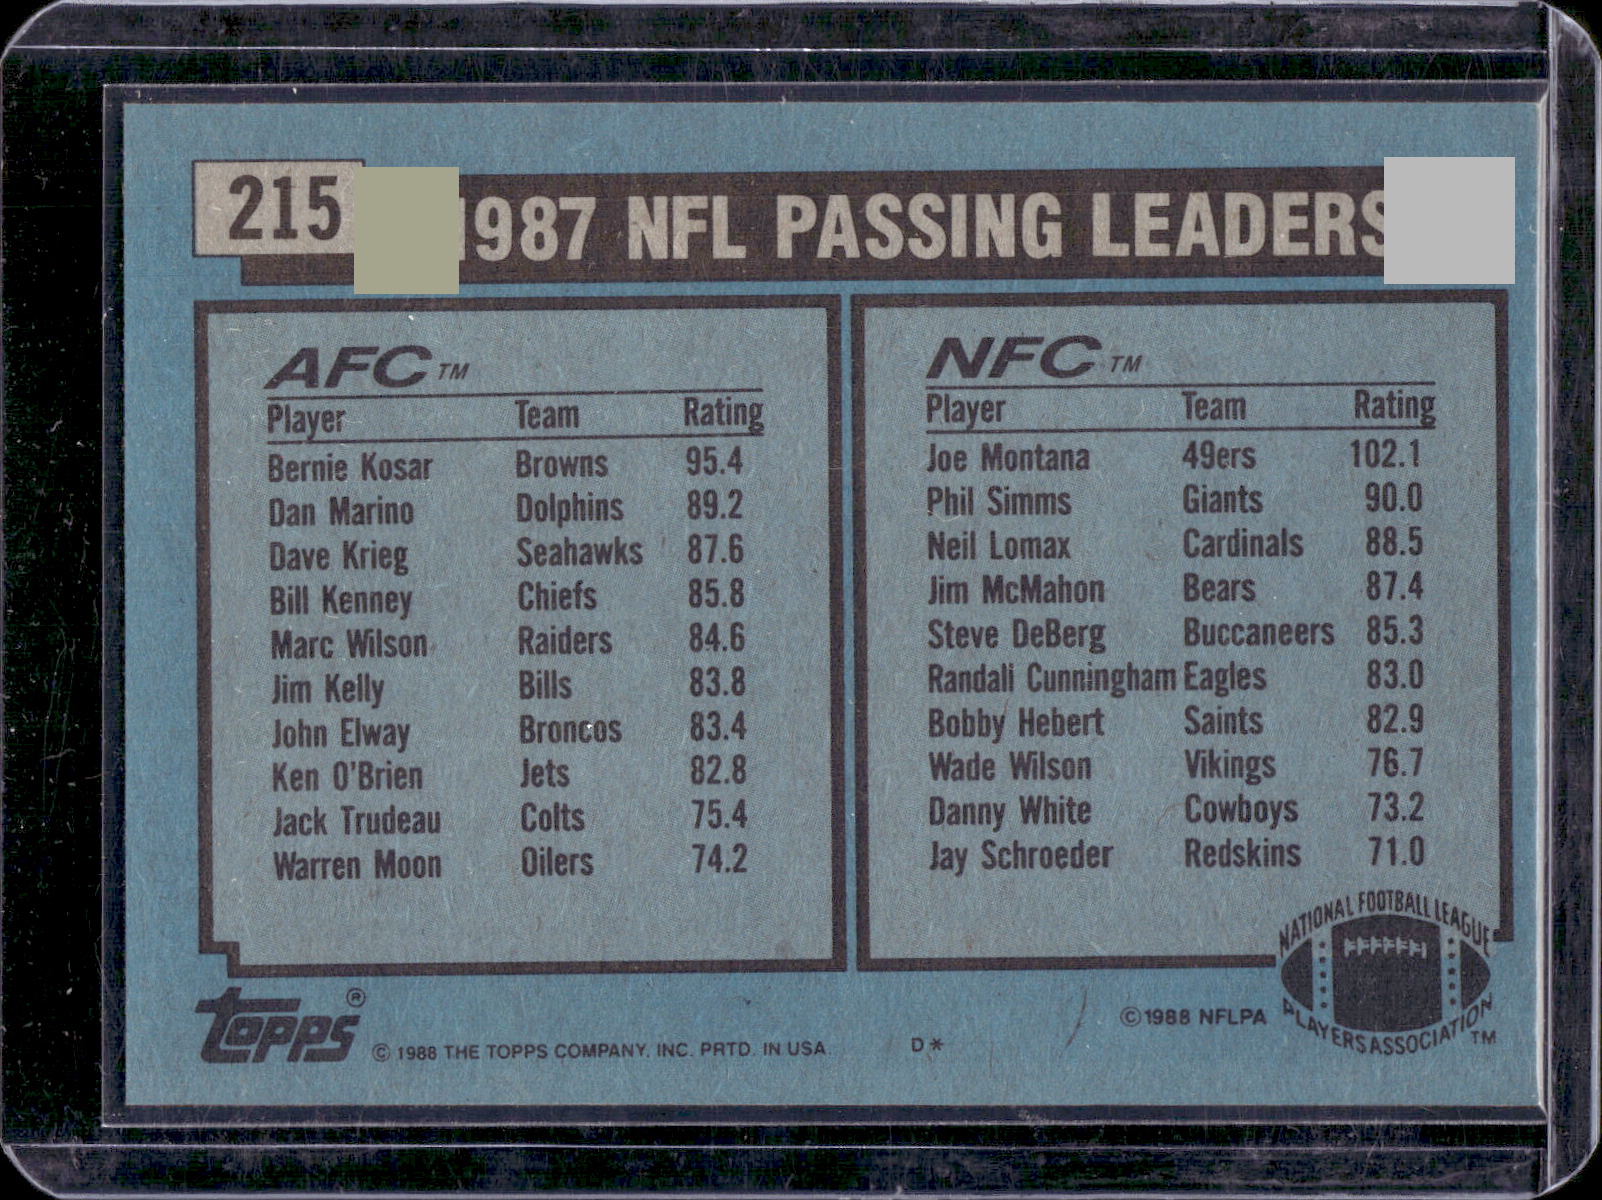 215 1987 NFL PASSING LEADERS
AFC™
Player Team Rating
Bernie Kosar Browns 95.4
Dan Marino Dolphins 89.2
Dave Krieg Seahawks 87.6
Bill Kenney Chiefs 85.8
Marc Wilson Raiders 84.6
Jim Kelly Bills 83.8
John Elway Broncos 83.4
Ken O'Brien Jets 82.8
Jack Trudeau Colts 75.4
Warren Moon Oilers 74.2
NFC™
Player Team Rating
Joe Montana 49ers 102.1
Phil Simms Giants 90.0
Neil Lomax Cardinals 88.5
Jim McMahon Bears 87.4
Steve DeBerg Buccaneers 85.3
Randall Cunningham Eagles 83.0
Bobby Hebert Saints 82.9
Wade Wilson Vikings 76.7
Danny White Cowboys 73.2
Jay Schroeder Redskins 71.0
NATIONAL FOOTBALL LEAGUE
PLAYERS ASSOCIATION™
©1988 NFLPA
TOPPS®
© 1988 THE TOPPS COMPANY, INC. PRTD. IN USA.
D*